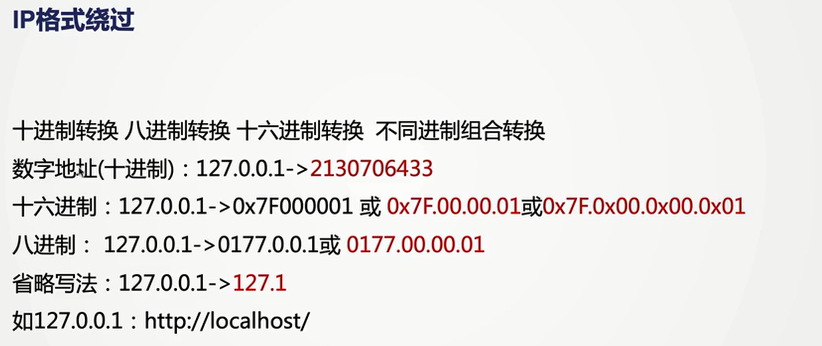 IP格式绕过
十进制转换 八进制转换 十六进制转换 不同进制组合转换
数字地址(十进制)：127.0.0.1->2130706433
十六进制：127.0.0.1->0x7F000001 或 0x7F.00.00.01或0x7F.0x00.0x00.0x01
八进制： 127.0.0.1->0177.0.0.1或 0177.00.00.01
省略写法：127.0.0.1->127.1
如127.0.0.1：http://localhost/